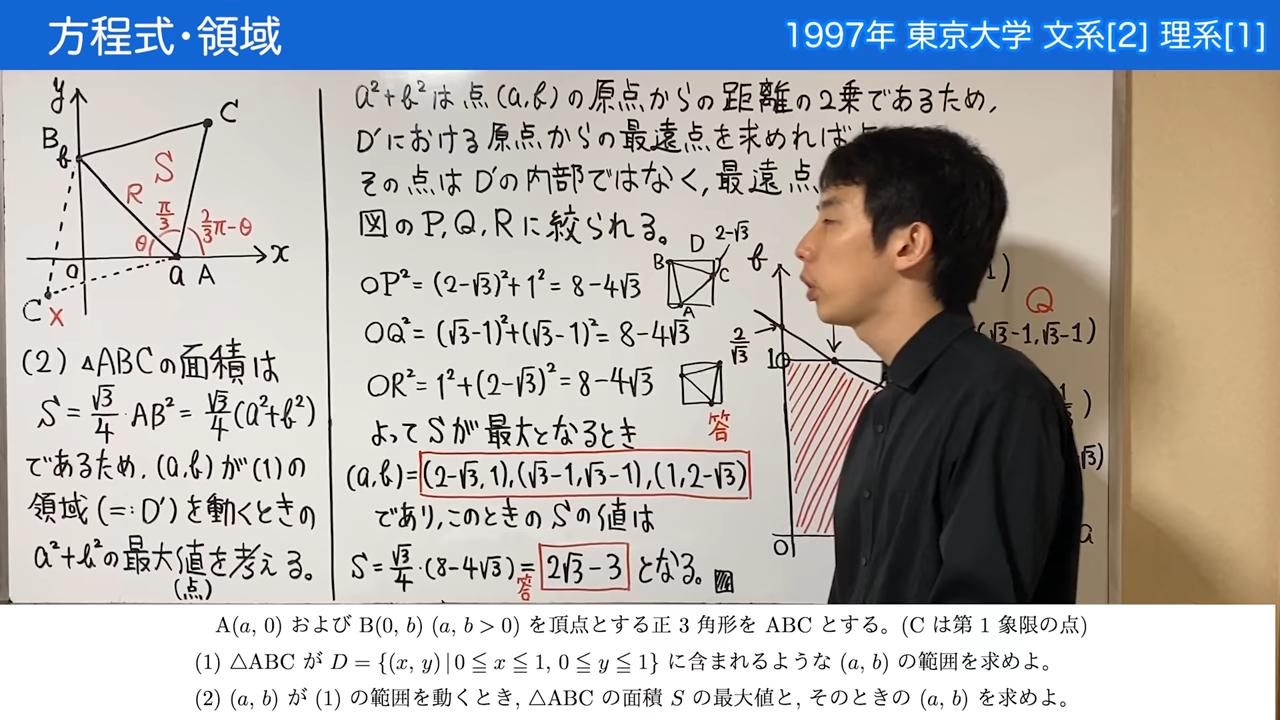 方程式・領域
1997年 東京大学 文系[2] 理系[1]
y
B
b
C
S
R
π/3
θ
2/3π-θ
x
O
a A
C X
(2) △ABCの面積は
S = √3/4・AB² = √3/4(a²+b²)
であるため、(a,b)が(1)の
領域(=:D′)を動くときの
a²+b²の最大値を考える。
(点)
a²+b²は点(a,b)の原点からの距離の2乗であるため,
D′における原点からの最遠点を求めれば
その点はD′の内部ではなく,最遠点
図のP,Q,Rに絞られる。
OP² = (2-√3)²+1² = 8-4√3
OQ² = (√3-1)²+(√3-1)² = 8-4√3
OR² = 1²+(2-√3)² = 8-4√3
よってSが最大となるとき
答
(a,b)= (2-√3,1),(√3-1,√3-1),(1,2-√3)
であり,このときのSの値は
S = √3/4・(8-4√3) = 2√3-3 となる。
答
D 2-√3
B
C
A
b
2/√3
1
O
a
Q
(√3-1,√3-1)
A(a, 0) および B(0, b) (a, b > 0) を頂点とする正 3 角形を ABC とする。(C は第 1 象限の点)
(1) △ABC が D = {(x, y) | 0 ≦ x ≦ 1, 0 ≦ y ≦ 1} に含まれるような (a, b) の範囲を求めよ。
(2) (a, b) が (1) の範囲を動くとき, △ABC の面積 S の最大値と, そのときの (a, b) を求めよ。